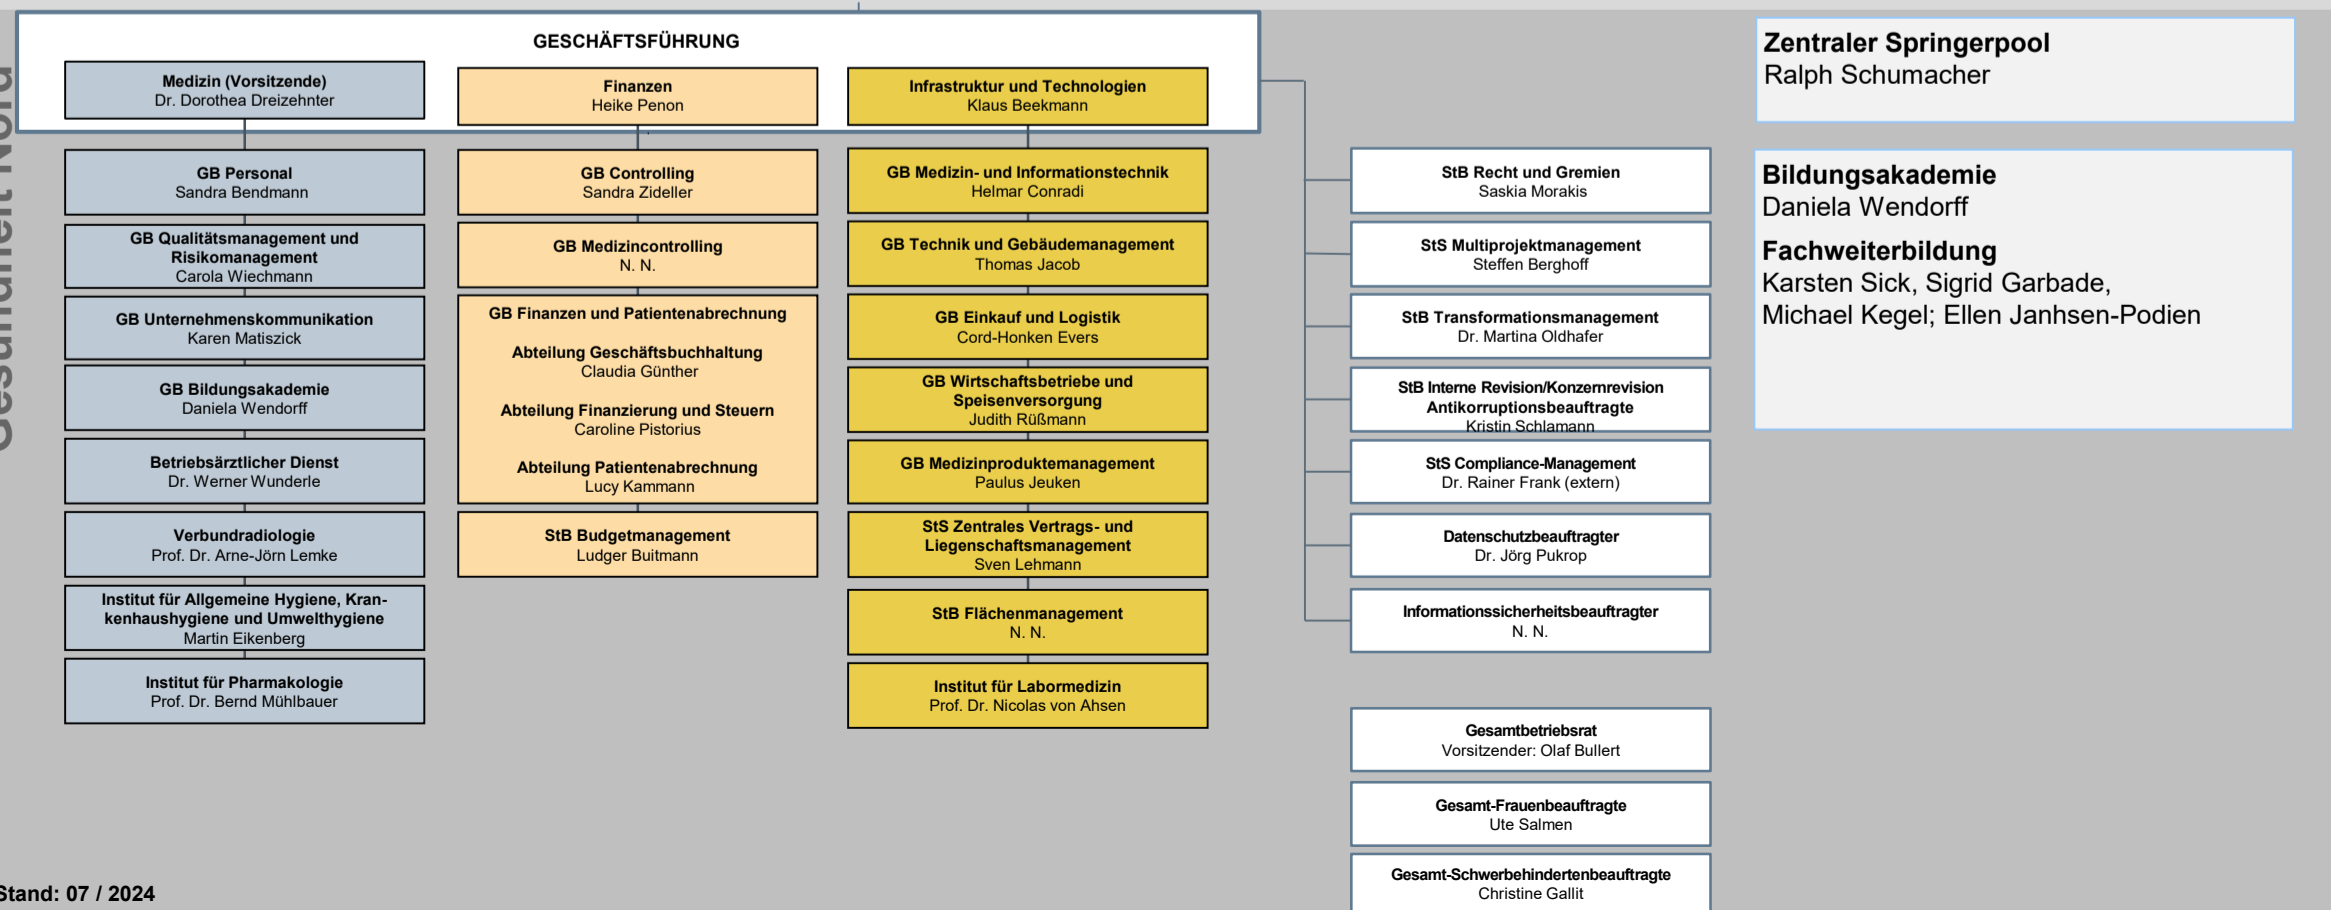 GESCHÄFTSFÜHRUNG
Medizin (Vorsitzende)
Dr. Dorothea Dreizehnter
Finanzen
Heike Penon
Infrastruktur und Technologien
Klaus Beekmann
GB Personal
Sandra Bendmann
GB Qualitätsmanagement und
Risikomanagement
Carola Wiechmann
GB Unternehmenskommunikation
Karen Matiszick
GB Bildungsakademie
Daniela Wendorff
Betriebsärztlicher Dienst
Dr. Werner Wunderle
Verbundradiologie
Prof. Dr. Arne-Jörn Lemke
Institut für Allgemeine Hygiene, Kran-
kenhaushygiene und Umwelthygiene
Martin Eikenberg
Institut für Pharmakologie
Prof. Dr. Bernd Mühlbauer
GB Controlling
Sandra Zideller
GB Medizincontrolling
N. N.
GB Finanzen und Patientenabrechnung
Abteilung Geschäftsbuchhaltung
Claudia Günther
Abteilung Finanzierung und Steuern
Caroline Pistorius
Abteilung Patientenabrechnung
Lucy Kammann
StB Budgetmanagement
Ludger Buitmann
GB Medizin- und Informationstechnik
Helmar Conradi
GB Technik und Gebäudemanagement
Thomas Jacob
GB Einkauf und Logistik
Cord-Honken Evers
GB Wirtschaftsbetriebe und
Speisenversorgung
Judith Rüßmann
GB Medizinproduktemanagement
Paulus Jeuken
StS Zentrales Vertrags- und
Liegenschaftsmanagement
Sven Lehmann
StB Flächenmanagement
N. N.
Institut für Labormedizin
Prof. Dr. Nicolas von Ahsen
StB Recht und Gremien
Saskia Morakis
StS Multiprojektmanagement
Steffen Berghoff
StB Transformationsmanagement
Dr. Martina Oldhafer
StB Interne Revision/Konzernrevision
Antikorruptionsbeauftragte
Kristin Schlamann
StS Compliance-Management
Dr. Rainer Frank (extern)
Datenschutzbeauftragter
Dr. Jörg Pukrop
Informationssicherheitsbeauftragter
N. N.
Gesamtbetriebsrat
Vorsitzender: Olaf Bullert
Gesamt-Frauenbeauftragte
Ute Salmen
Gesamt-Schwerbehindertenbeauftragte
Christine Gallit
Zentraler Springerpool
Ralph Schumacher
Bildungsakademie
Daniela Wendorff
Fachweiterbildung
Karsten Sick, Sigrid Garbade,
Michael Kegel; Ellen Janhsen-Podien
Stand: 07 / 2024